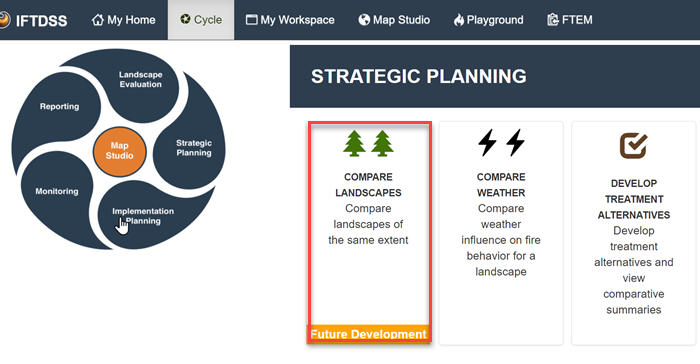 IFTDSS My Home Cycle My Workspace Map Studio Playground FTEM
Landscape
Evaluation
Reporting
Map
Studio
Strategic
Planning
Monitoring
Implementation
Planning
STRATEGIC PLANNING
COMPARE
LANDSCAPES
Compare
landscapes of
the same extent
Future Development
COMPARE
WEATHER
Compare
weather
influence on fire
behavior for a
landscape
DEVELOP
TREATMENT
ALTERNATIVES
Develop
treatment
alternatives and
view
comparative
summaries